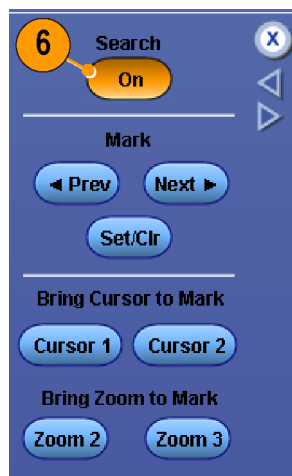 6
Search
X
On
Mark
◄ Prev Next ►
Set/Clr
Bring Cursor to Mark
Cursor 1 Cursor 2
Bring Zoom to Mark
Zoom 2 Zoom 3